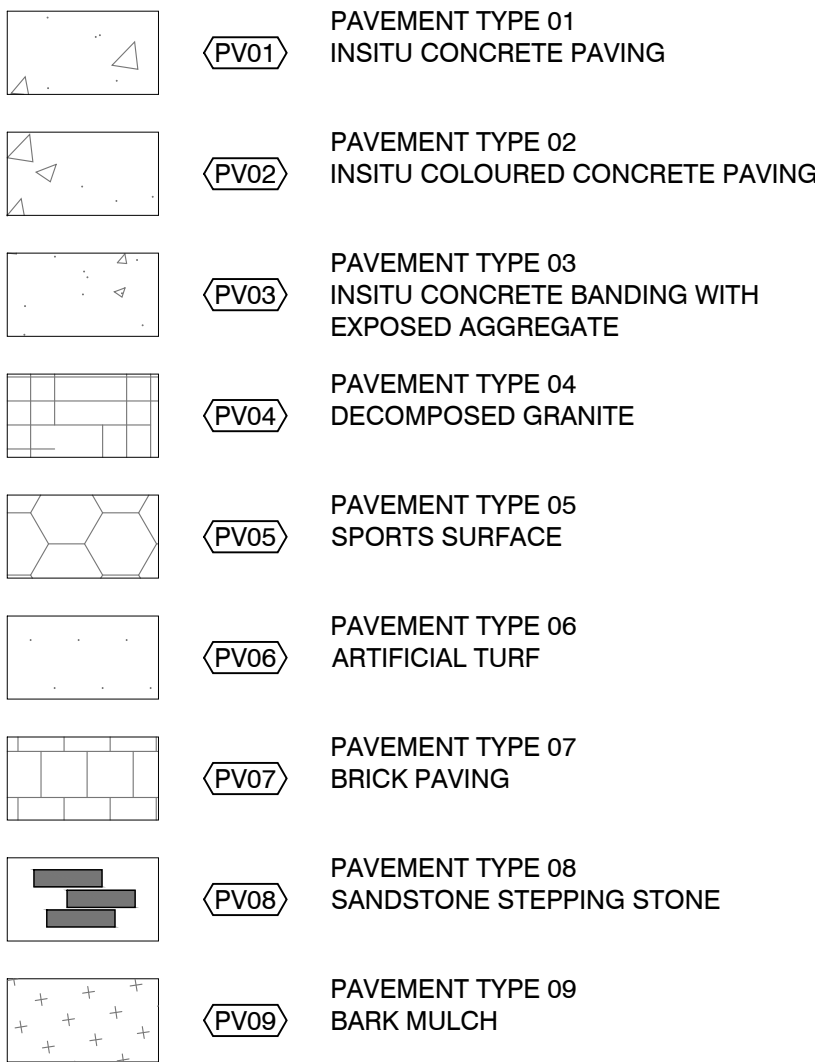 PAVEMENT TYPE 01
PV01 INSITU CONCRETE PAVING
PAVEMENT TYPE 02
PV02 INSITU COLOURED CONCRETE PAVING
PAVEMENT TYPE 03
PV03 INSITU CONCRETE BANDING WITH
EXPOSED AGGREGATE
PAVEMENT TYPE 04
PV04 DECOMPOSED GRANITE
PAVEMENT TYPE 05
PV05 SPORTS SURFACE
PAVEMENT TYPE 06
PV06 ARTIFICIAL TURF
PAVEMENT TYPE 07
PV07 BRICK PAVING
PAVEMENT TYPE 08
PV08 SANDSTONE STEPPING STONE
PAVEMENT TYPE 09
PV09 BARK MULCH